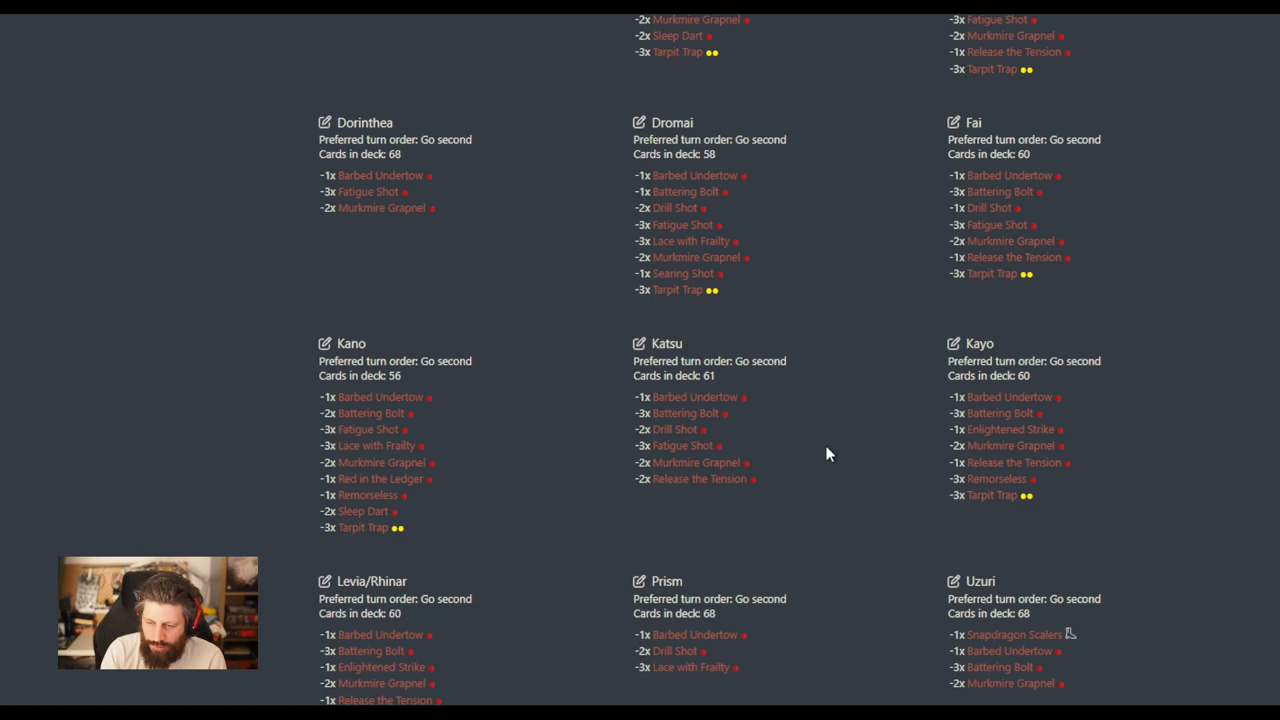 -2x Murkmire Grapnel
-2x Sleep Dart
-3x Tarpit Trap
-3x Fatigue Shot
-2x Murkmire Grapnel
-1x Release the Tension
-3x Tarpit Trap
Dorinthea
Preferred turn order: Go second
Cards in deck: 68
-1x Barbed Undertow
-3x Fatigue Shot
-2x Murkmire Grapnel
Dromai
Preferred turn order: Go second
Cards in deck: 58
-1x Barbed Undertow
-1x Battering Bolt
-2x Drill Shot
-3x Fatigue Shot
-3x Lace with Frailty
-2x Murkmire Grapnel
-1x Searing Shot
-3x Tarpit Trap
Fai
Preferred turn order: Go second
Cards in deck: 60
-1x Barbed Undertow
-3x Battering Bolt
-1x Drill Shot
-3x Fatigue Shot
-2x Murkmire Grapnel
-1x Release the Tension
-3x Tarpit Trap
Kano
Preferred turn order: Go second
Cards in deck: 56
-1x Barbed Undertow
-2x Battering Bolt
-3x Fatigue Shot
-3x Lace with Frailty
-2x Murkmire Grapnel
-1x Red in the Ledger
-1x Remorseless
-2x Sleep Dart
-3x Tarpit Trap
Katsu
Preferred turn order: Go second
Cards in deck: 61
-1x Barbed Undertow
-3x Battering Bolt
-2x Drill Shot
-3x Fatigue Shot
-2x Murkmire Grapnel
-2x Release the Tension
Kayo
Preferred turn order: Go second
Cards in deck: 60
-1x Barbed Undertow
-3x Battering Bolt
-1x Enlightened Strike
-2x Murkmire Grapnel
-1x Release the Tension
-3x Remorseless
-3x Tarpit Trap
Levia/Rhinar
Preferred turn order: Go second
Cards in deck: 60
-1x Barbed Undertow
-3x Battering Bolt
-1x Enlightened Strike
-2x Murkmire Grapnel
-1x Release the Tension
Prism
Preferred turn order: Go second
Cards in deck: 68
-1x Barbed Undertow
-2x Drill Shot
-3x Lace with Frailty
Uzuri
Preferred turn order: Go second
Cards in deck: 68
-1x Snapdragon Scalers
-1x Barbed Undertow
-3x Battering Bolt
-2x Murkmire Grapnel